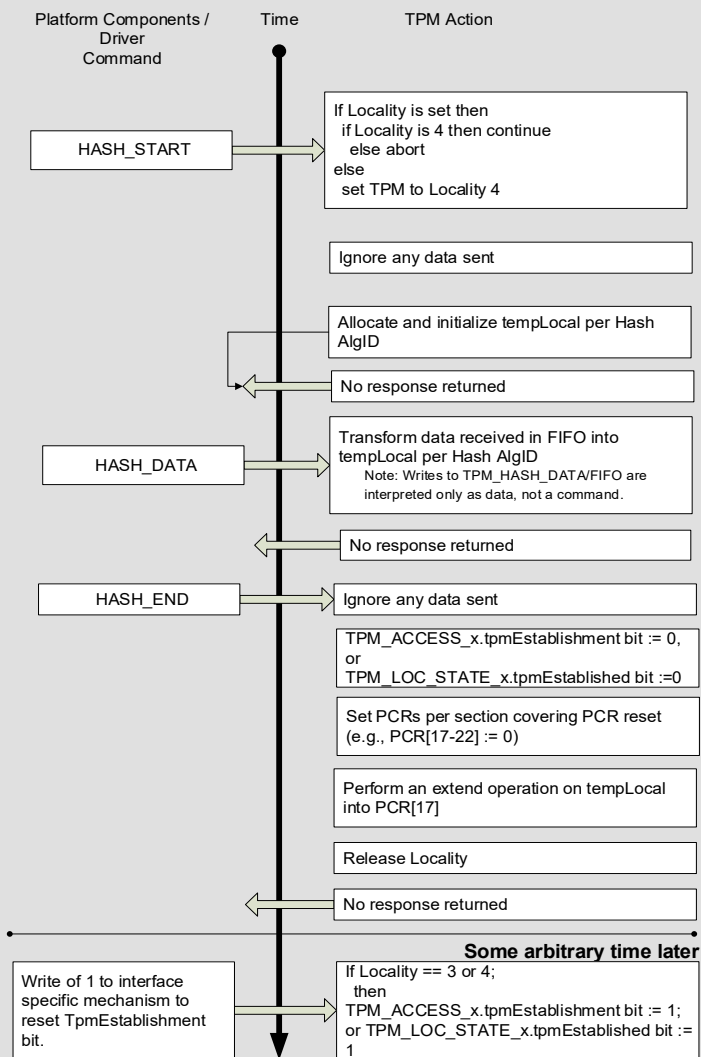 Platform Components /
Driver
Command
Time
TPM Action
HASH_START
If Locality is set then
if Locality is 4 then continue
else abort
else
set TPM to Locality 4
Ignore any data sent
Allocate and initialize tempLocal per Hash
AlgID
No response returned
HASH_DATA
Transform data received in FIFO into
tempLocal per Hash AlgID
Note: Writes to TPM_HASH_DATA/FIFO are
interpreted only as data, not a command.
No response returned
HASH_END
Ignore any data sent
TPM_ACCESS_x.tpmEstablishment bit := 0,
or
TPM_LOC_STATE_x.tpmEstablished bit :=0
Set PCRs per section covering PCR reset
(e.g., PCR[17-22] := 0)
Perform an extend operation on tempLocal
into PCR[17]
Release Locality
No response returned
Some arbitrary time later
Write of 1 to interface
specific mechanism to
reset TpmEstablishment
bit.
If Locality == 3 or 4;
then
TPM_ACCESS_x.tpmEstablishment bit := 1;
or TPM_LOC_STATE_x.tpmEstablished bit :=
1